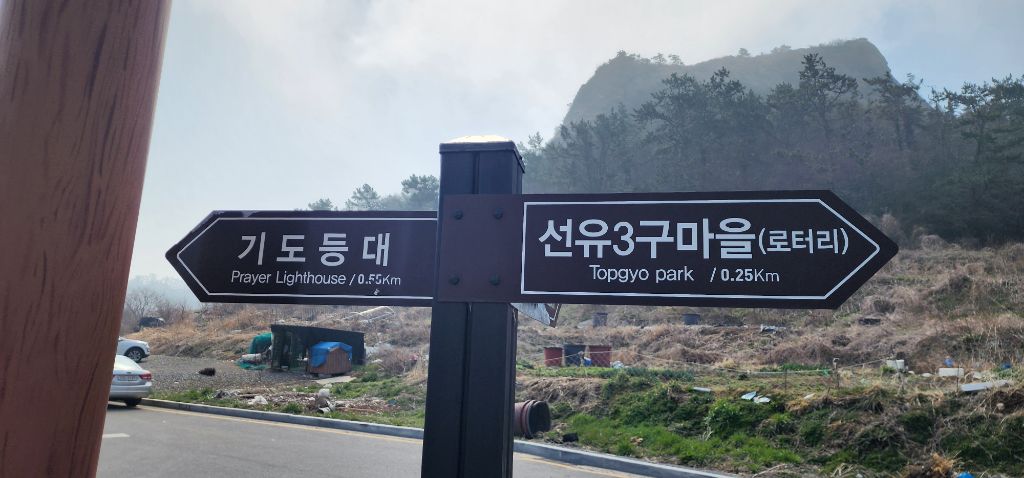 기도등대
Prayer Lighthouse / 0.55Km
선유3구마을(로터리)
Topgyo park / 0.25Km